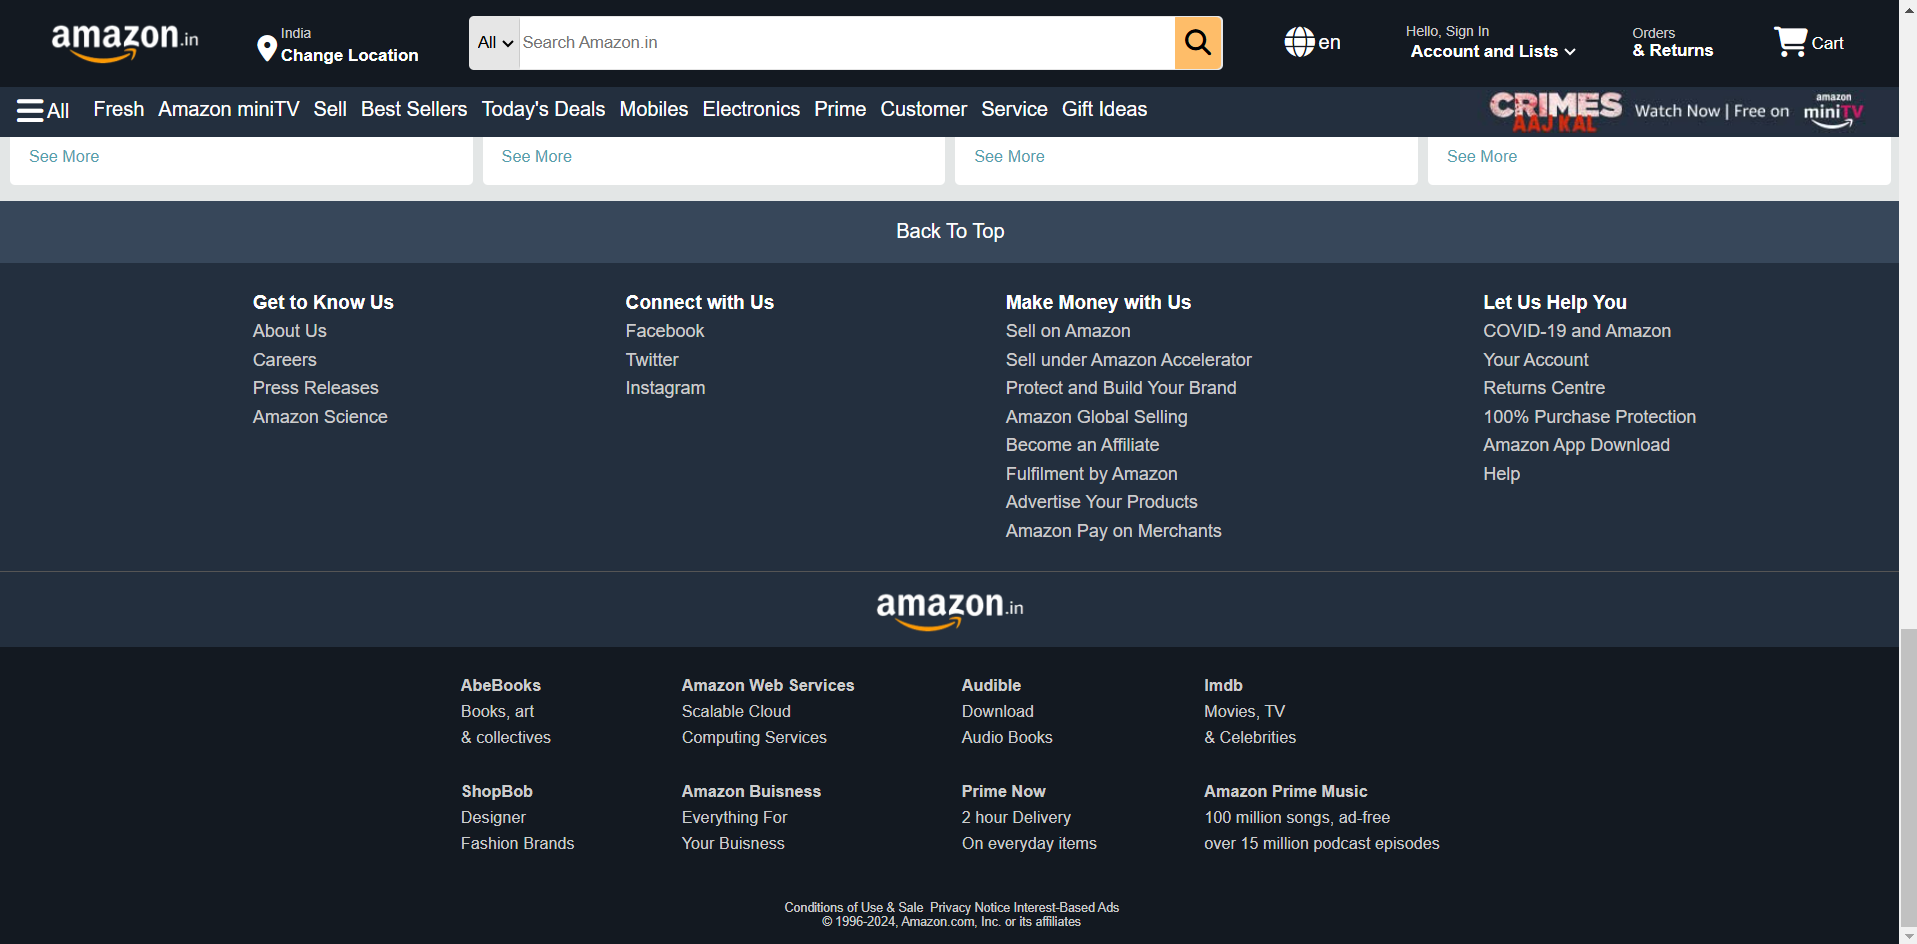 amazon.in
India
Change Location
All
Search Amazon.in
en
Hello, Sign In
Account and Lists
Orders
& Returns
Cart
All Fresh Amazon miniTV Sell Best Sellers Today's Deals Mobiles Electronics Prime Customer Service Gift Ideas
CRIMES
AAJ KAL
Watch Now | Free on
amazon
miniTV
See More See More See More See More
Back To Top
Get to Know Us
About Us
Careers
Press Releases
Amazon Science
Connect with Us
Facebook
Twitter
Instagram
Make Money with Us
Sell on Amazon
Sell under Amazon Accelerator
Protect and Build Your Brand
Amazon Global Selling
Become an Affiliate
Fulfilment by Amazon
Advertise Your Products
Amazon Pay on Merchants
Let Us Help You
COVID-19 and Amazon
Your Account
Returns Centre
100% Purchase Protection
Amazon App Download
Help
amazon.in
AbeBooks
Books, art
& collectives
Amazon Web Services
Scalable Cloud
Computing Services
Audible
Download
Audio Books
Imdb
Movies, TV
& Celebrities
ShopBob
Designer
Fashion Brands
Amazon Buisness
Everything For
Your Buisness
Prime Now
2 hour Delivery
On everyday items
Amazon Prime Music
100 million songs, ad-free
over 15 million podcast episodes
Conditions of Use & Sale Privacy Notice Interest-Based Ads
© 1996-2024, Amazon.com, Inc. or its affiliates